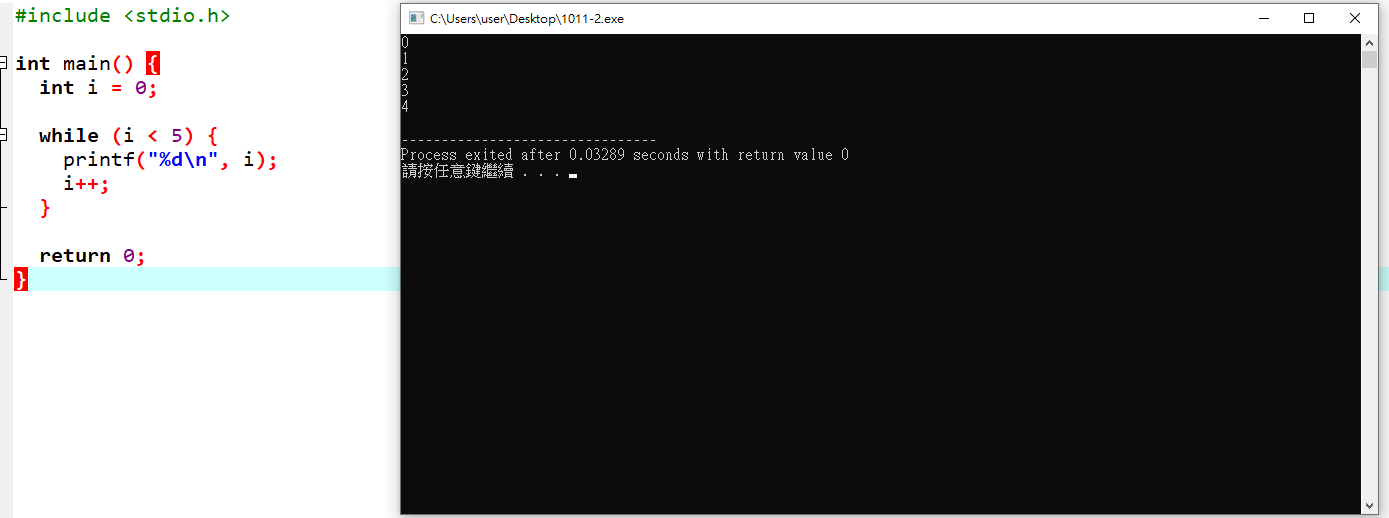 #include <stdio.h>
int main() {
int i = 0;
while (i < 5) {
printf("%d\n", i);
i++;
}
return 0;
}
C:\Users\user\Desktop\1011-2.exe
0
1
2
3
4
--------------------------------
Process exited after 0.03289 seconds with return value 0
請按任意鍵繼續 . . .